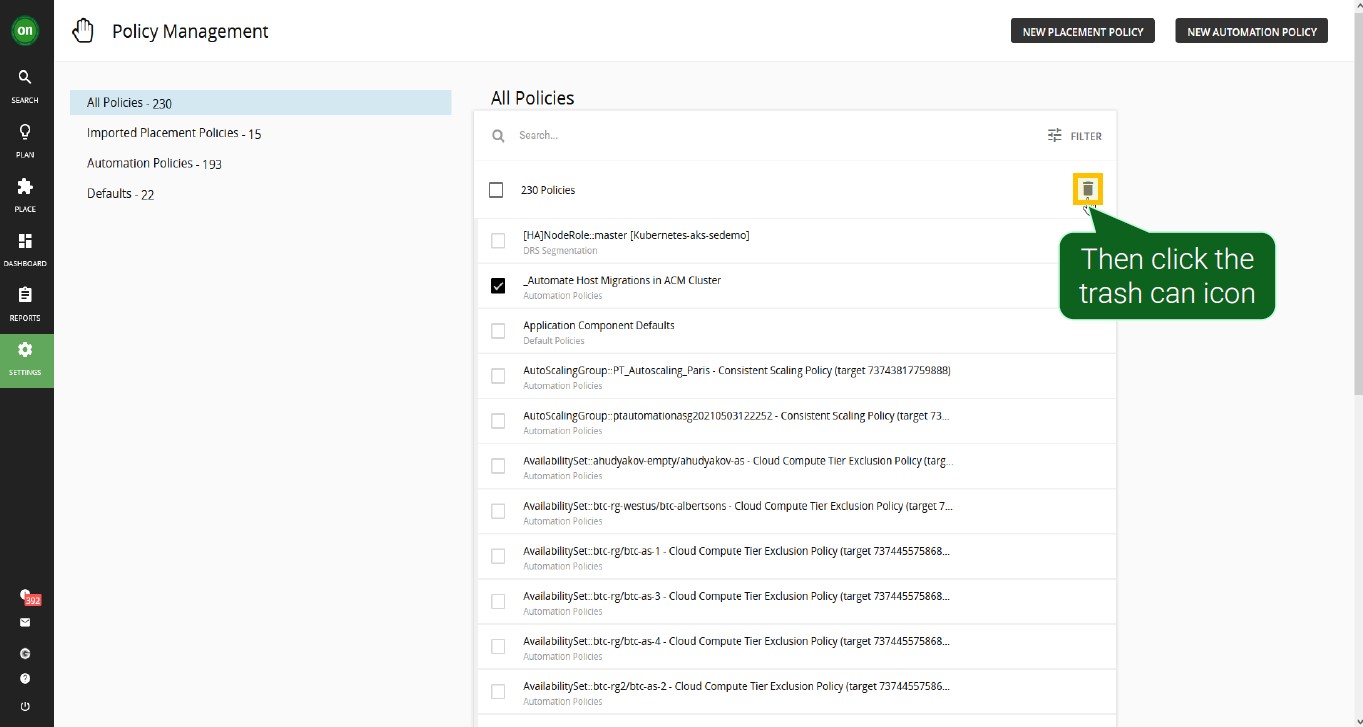 on
Policy Management
NEW PLACEMENT POLICY
NEW AUTOMATION POLICY
SEARCH
PLAN
PLACE
DASHBOARD
REPORTS
SETTINGS
392
All Policies - 230
Imported Placement Policies - 15
Automation Policies - 193
Defaults - 22
All Policies
Search...
FILTER
230 Policies
Then click the
trash can icon
[HA]NodeRole::master [Kubernetes-aks-sedemo]
DRS Segmentation
_Automate Host Migrations in ACM Cluster
Automation Policies
Application Component Defaults
Default Policies
AutoScalingGroup::PT_Autoscaling_Paris - Consistent Scaling Policy (target 73743817759888)
Automation Policies
AutoScalingGroup::ptautomationasg20210503122252 - Consistent Scaling Policy (target 73...
Automation Policies
AvailabilitySet::ahudyakov-empty/ahudyakov-as - Cloud Compute Tier Exclusion Policy (targ...
Automation Policies
AvailabilitySet::btc-rg-westus/btc-albertsons - Cloud Compute Tier Exclusion Policy (target 7...
Automation Policies
AvailabilitySet::btc-rg/btc-as-1 - Cloud Compute Tier Exclusion Policy (target 737445575868...
Automation Policies
AvailabilitySet::btc-rg/btc-as-3 - Cloud Compute Tier Exclusion Policy (target 737445575868...
Automation Policies
AvailabilitySet::btc-rg/btc-as-4 - Cloud Compute Tier Exclusion Policy (target 737445575868...
Automation Policies
AvailabilitySet::btc-rg2/btc-as-2 - Cloud Compute Tier Exclusion Policy (target 73744557586...
Automation Policies